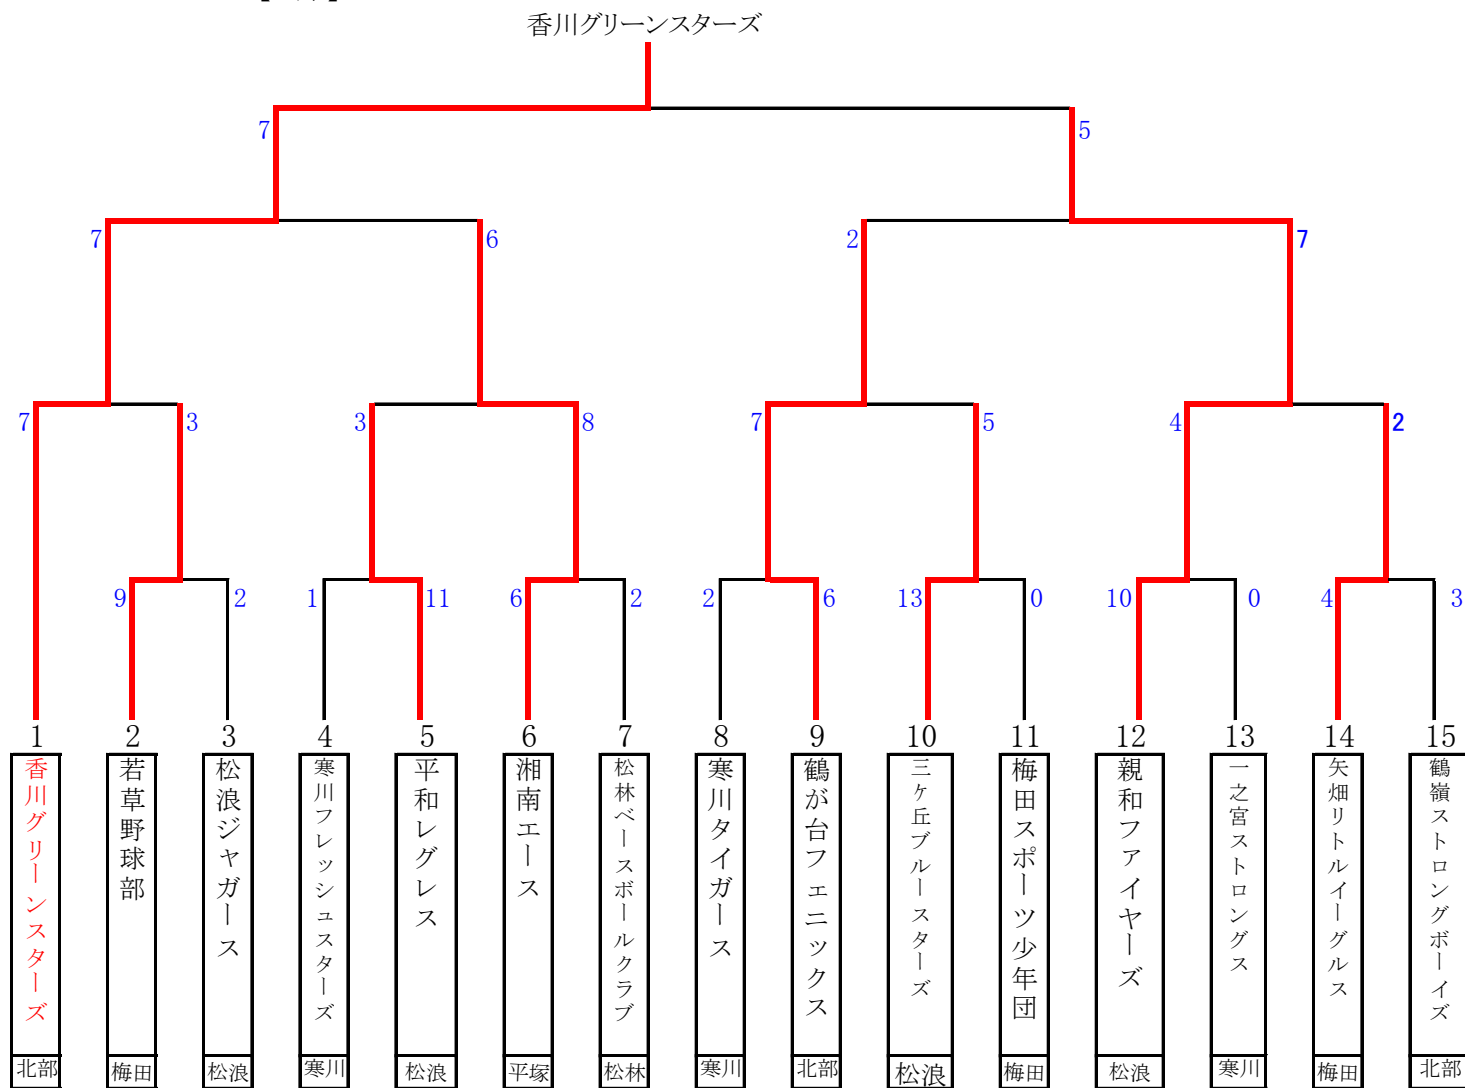 香川グリーンスターズ
7 5
7 6 2 7
7 3 3 8 7 5 4 2
9 2 1 11 6 2 2 6 13 0 10 0 4 3
1 2 3 4 5 6 7 8 9 10 11 12 13 14 15
香川グリーンスターズ
若草野球部
松浪ジャガース
寒川フレッシュスターズ
平和レグレス
湘南エース
松林ベースボールクラブ
寒川タイガース
鶴が台フェニックス
三ケ丘ブルースターズ
梅田スポーツ少年団
親和ファイヤーズ
一之宮ストロングス
矢畑リトルイーグルス
鶴嶺ストロングボーイズ
北部 梅田 松浪 寒川 松浪 平塚 松林 寒川 北部 松浪 梅田 松浪 寒川 梅田 北部